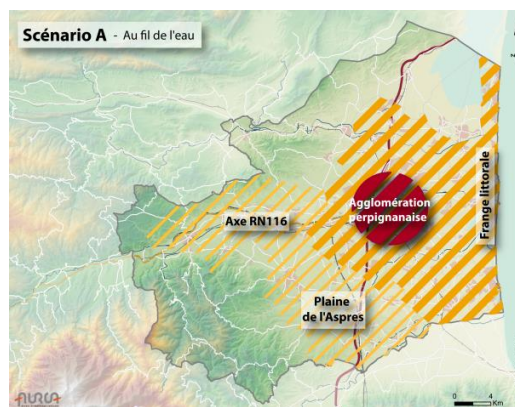 Scénario A - Au fil de l'eau
Agglomération
perpignanaise
Frange littorale
Axe RN116
Plaine
de l'Aspres
AURCA
0 4
Km